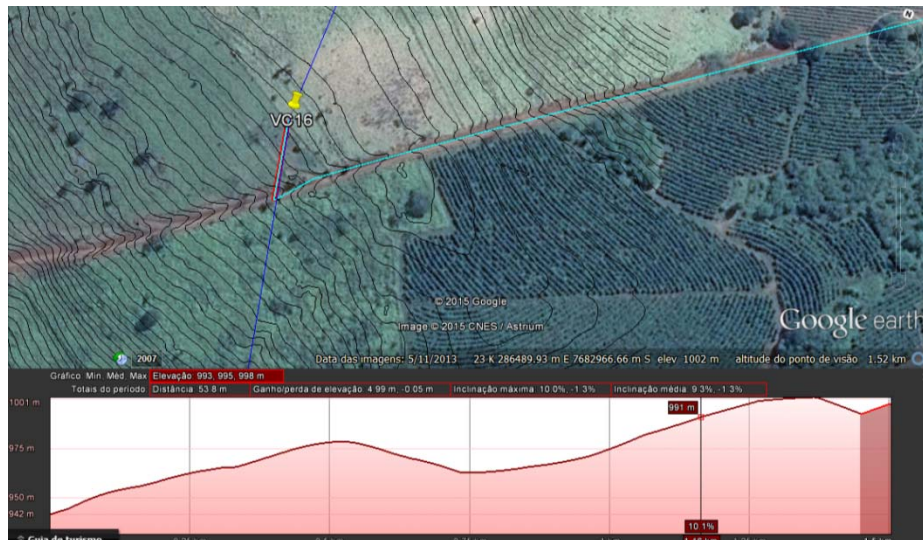 N
VC16
© 2015 Google
Image © 2015 CNES / Astrium
Google earth
2007
Data das imagens: 5/11/2013 23 K 286489.93 m E 7682966.66 m S elev. 1002 m altitude do ponto de visão 1.52 km
Gráfico: Mín, Méd, Máx Elevação: 993, 995, 998 m
Totais do período: Distância: 53.8 m Ganho/perda de elevação: 4.99 m, -0.05 m Inclinação máxima: 10.0%, -1.3% Inclinação média: 9.3%, -1.3%
1001 m
991 m
975 m
950 m
942 m
10.1%
Guia de turismo